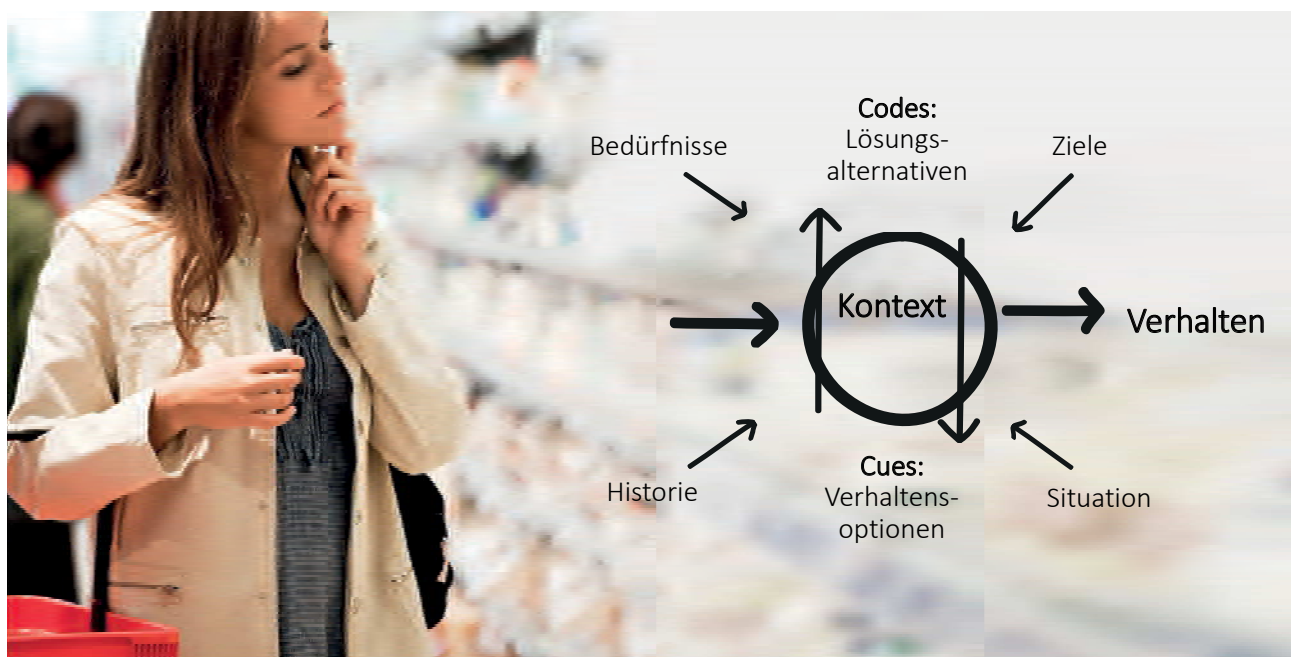 Codes:
Bedürfnisse
Lösungs-
alternativen
Ziele
Kontext
Verhalten
Historie
Cues:
Verhaltens-
optionen
Situation